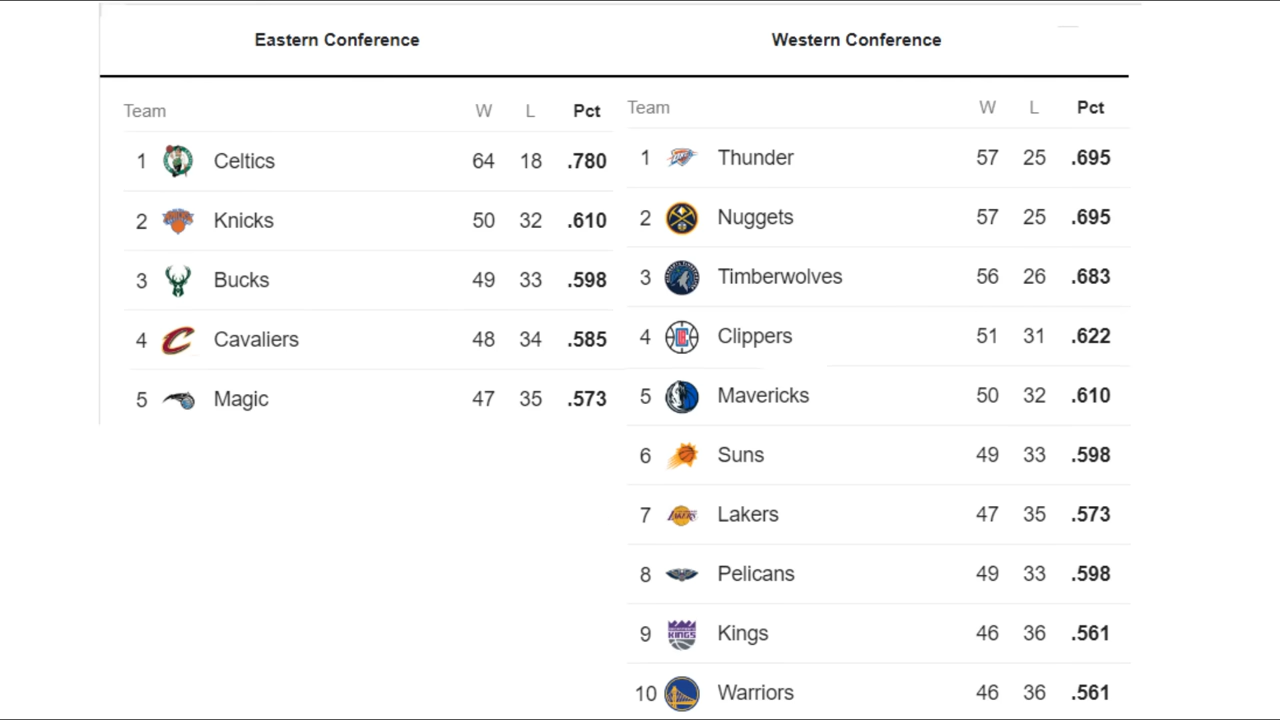 Eastern Conference
Team W L Pct
1 Celtics 64 18 .780
2 Knicks 50 32 .610
3 Bucks 49 33 .598
4 Cavaliers 48 34 .585
5 Magic 47 35 .573
Western Conference
Team W L Pct
1 Thunder 57 25 .695
2 Nuggets 57 25 .695
3 Timberwolves 56 26 .683
4 Clippers 51 31 .622
5 Mavericks 50 32 .610
6 Suns 49 33 .598
7 Lakers 47 35 .573
8 Pelicans 49 33 .598
9 Kings 46 36 .561
10 Warriors 46 36 .561